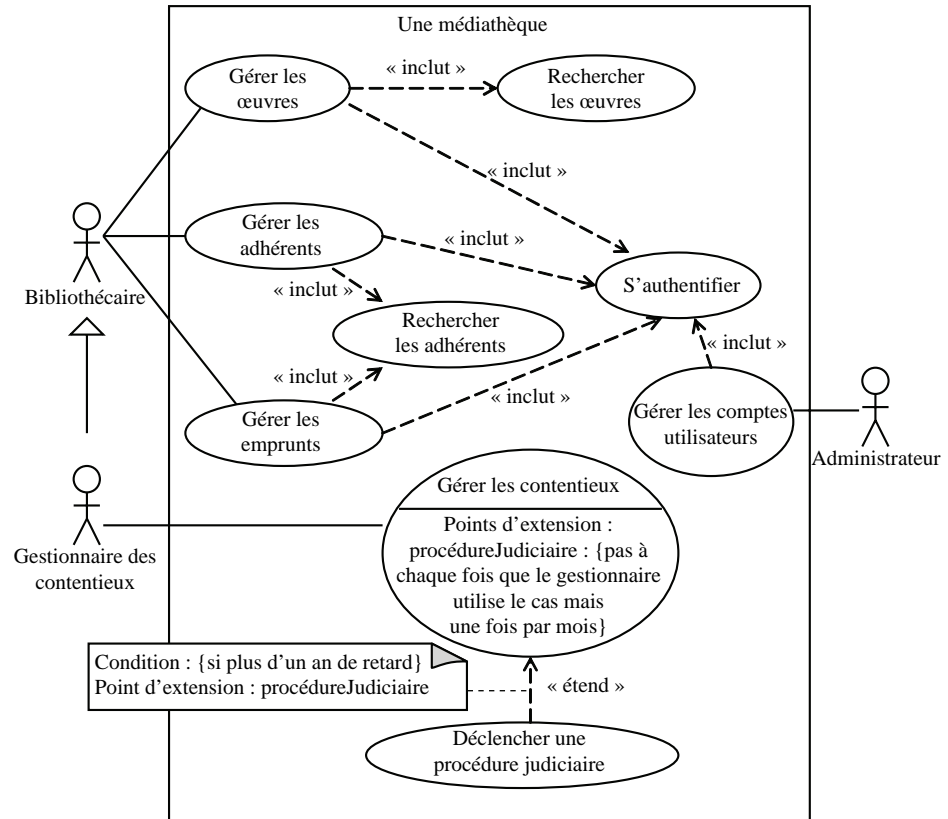 Une médiathèque
Gérer les
œuvres
« inclut »
Rechercher
les œuvres
« inclut »
Gérer les
adhérents
« inclut »
Bibliothécaire
« inclut »
S’authentifier
Rechercher
les adhérents
« inclut »
« inclut »
Gérer les
emprunts
« inclut »
Gérer les comptes
utilisateurs
Administrateur
Gestionnaire des
contentieux
Gérer les contentieux
Points d’extension :
procédureJudiciaire : {pas à
chaque fois que le gestionnaire
utilise le cas mais
une fois par mois}
Condition : {si plus d’un an de retard}
Point d’extension : procédureJudiciaire
« étend »
Déclencher une
procédure judiciaire